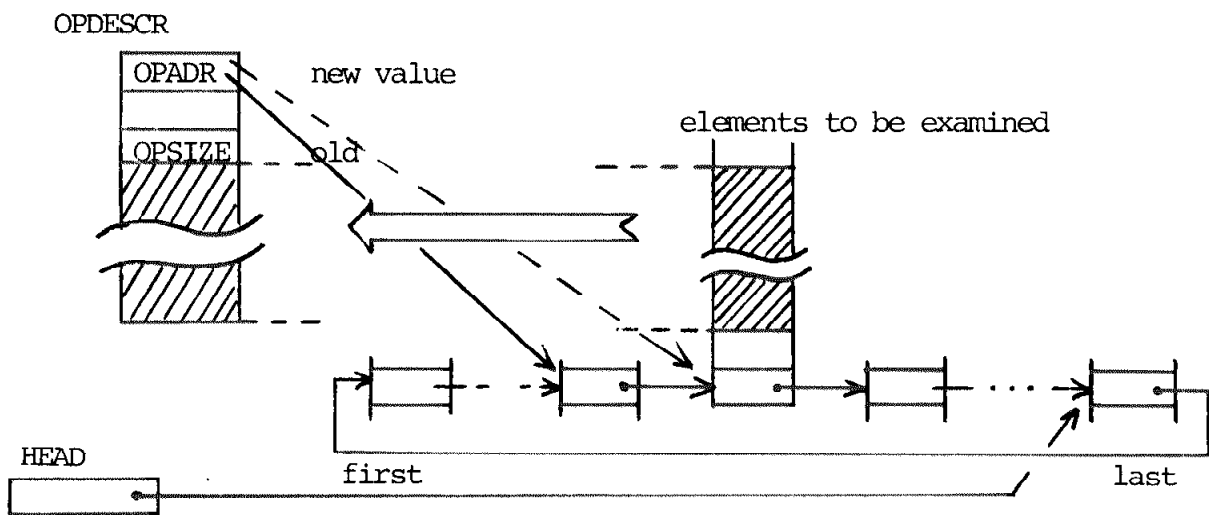 OPDESCR
OPADR
new value
elements to be examined
OPSIZE
old
HEAD
first
last